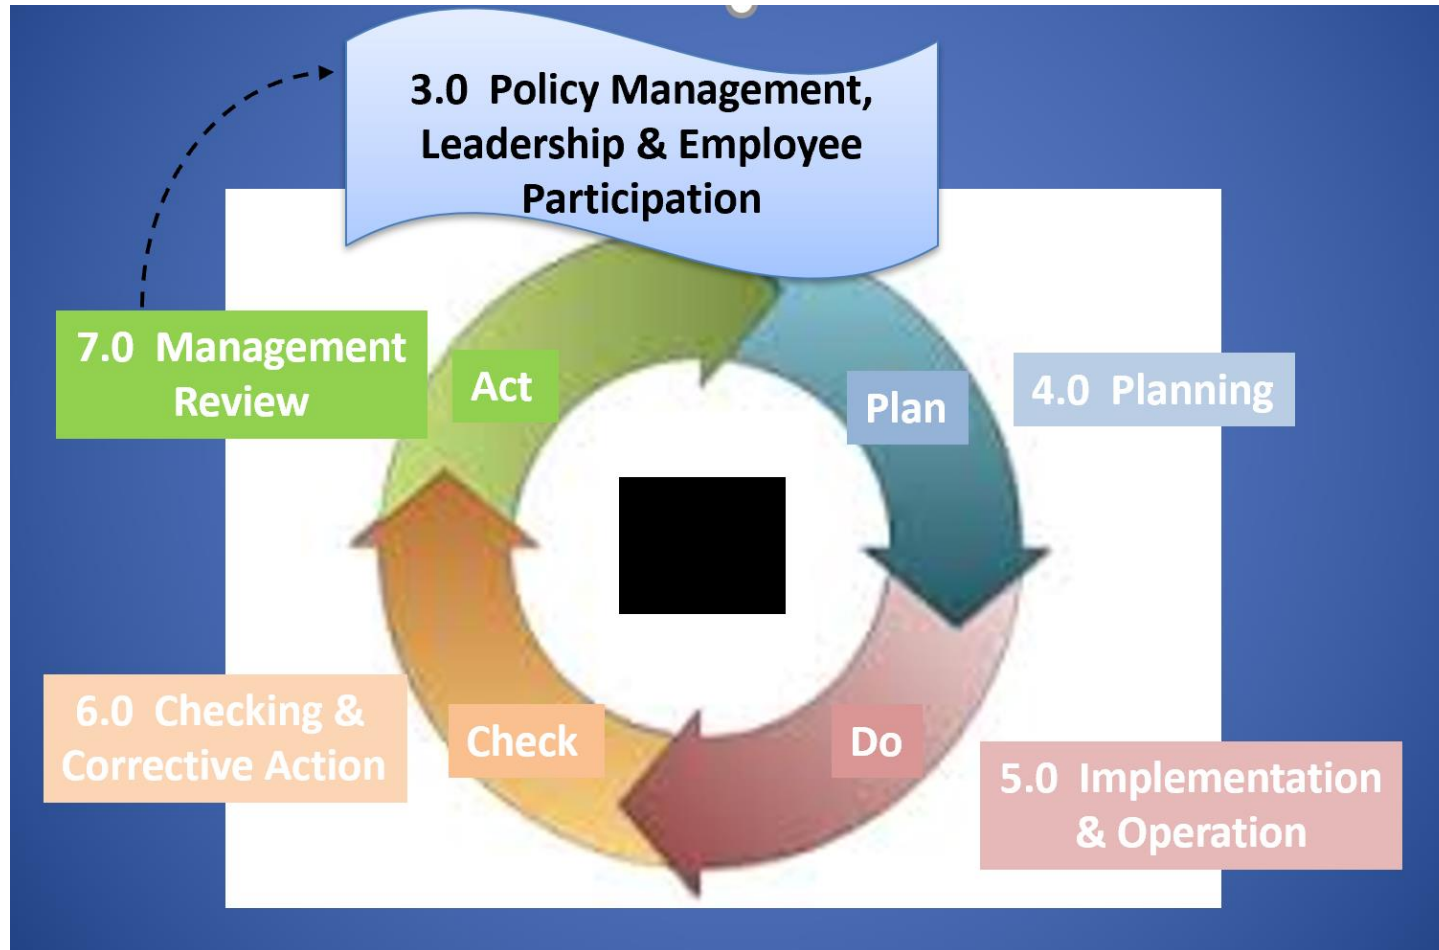 3.0 Policy Management,
Leadership & Employee
Participation
7.0 Management
Review
Act
Plan
4.0 Planning
6.0 Checking &
Corrective Action
Check
Do
5.0 Implementation
& Operation